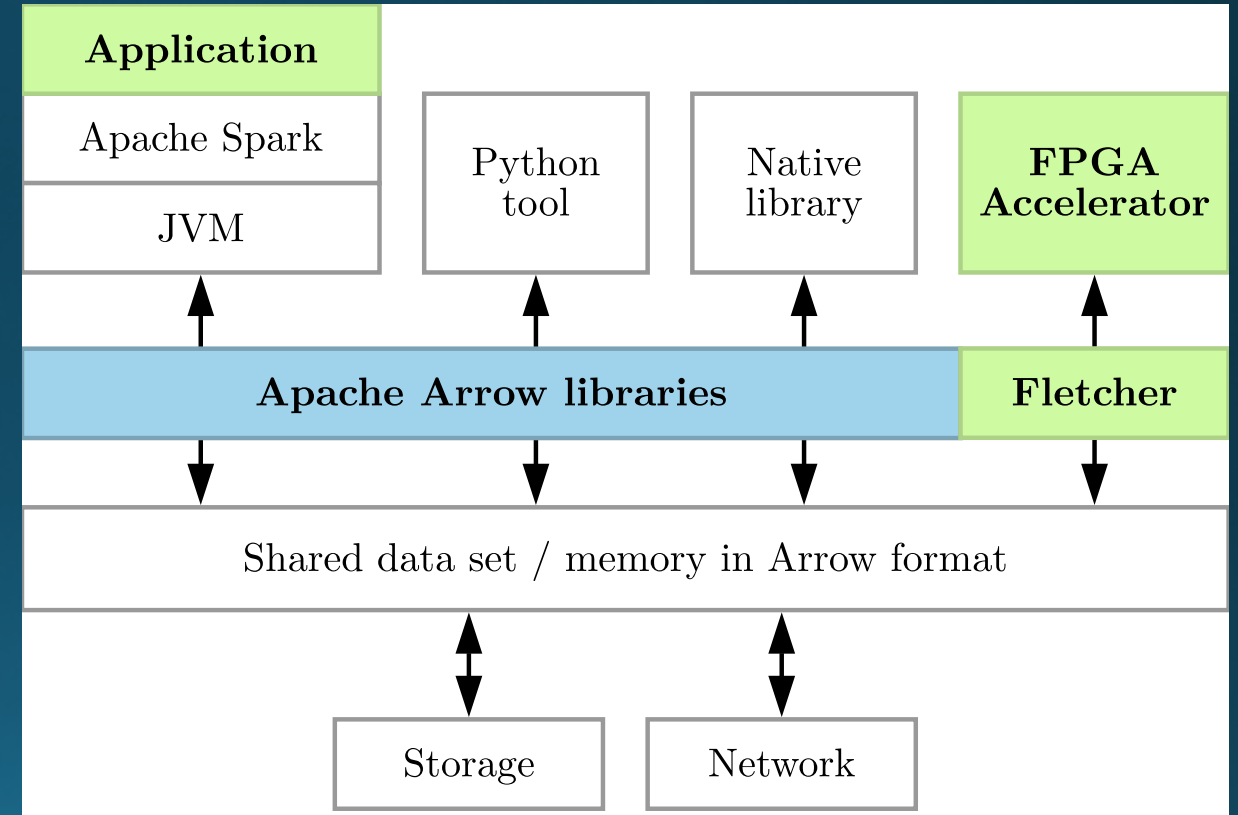 Application
Apache Spark
JVM
Python
tool
Native
library
FPGA
Accelerator
Apache Arrow libraries
Fletcher
Shared data set / memory in Arrow format
Storage
Network